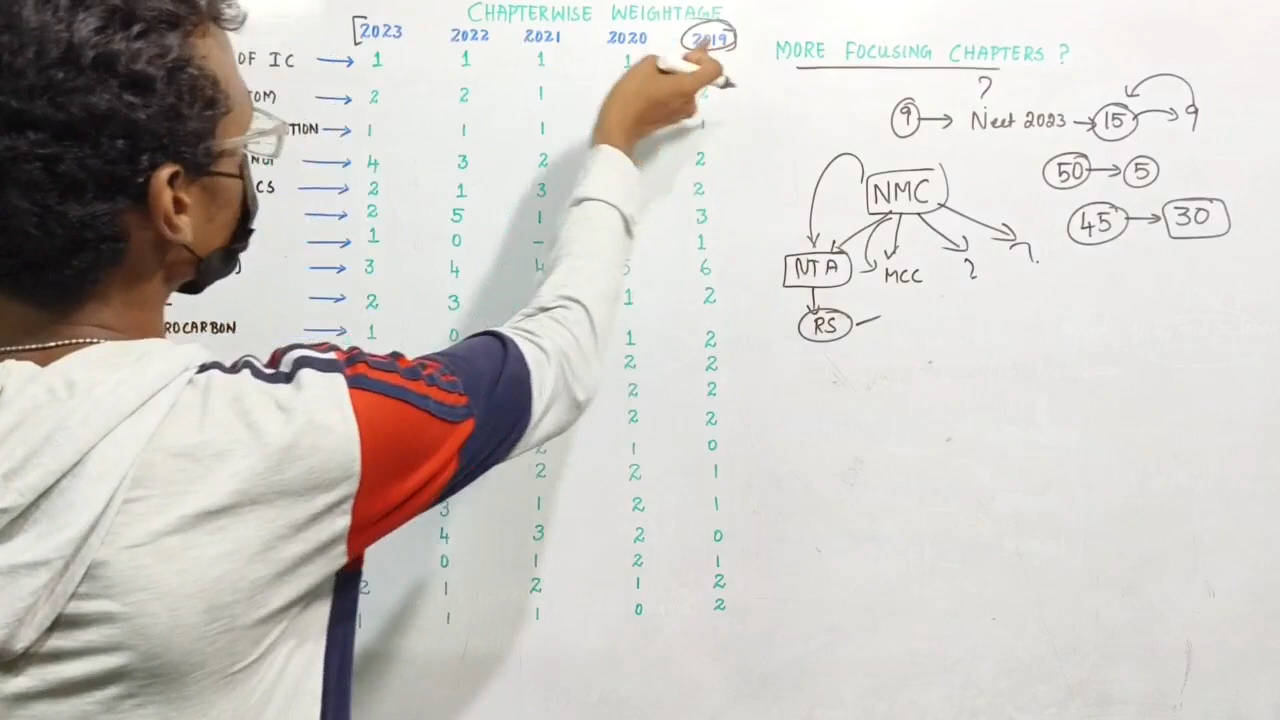 CHAPTERWISE WEIGHTAGE
2023 2022 2021 2020 2019
OF IC → 1 1 1 1
TOM → 2 2 1 2
TION → 1 1 1 1
→ 4 3 2 2
CS → 2 1 3 2
→ 2 5 1 3
→ 1 0 - 1
→ 3 4 4 6
→ 2 3 1 2
ROCARBON → 1 0 1 2
2 2
2 2
2 2
2 1 0
2 2 1
3 1 2 1
4 3 2 0
0 1 2 1
2 1 2 1 2
1 1 1 0 2
MORE FOCUSING CHAPTERS ?
?
9 → Neet 2023 → 15 → 9
50 → 5
45 → 30
NMC
NTA MCC ? ?
RS